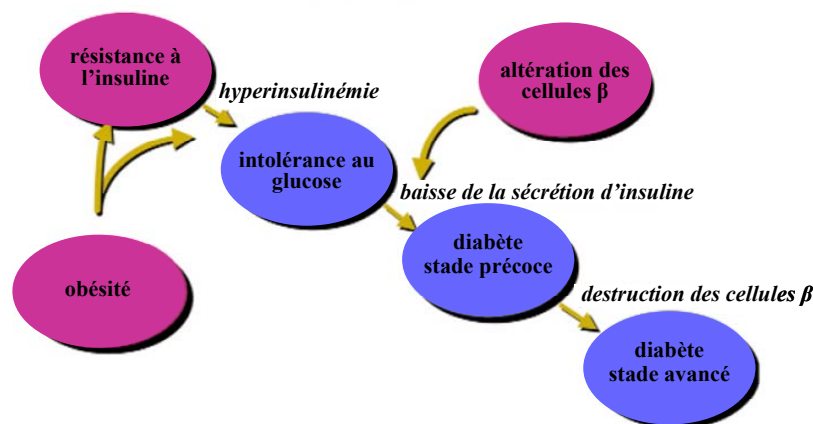 résistance à
l'insuline
hyperinsulinémie
altération des
cellules β
intolérance au
glucose
baisse de la sécrétion d'insuline
diabète
stade précoce
obésité
destruction des cellules β
diabète
stade avancé